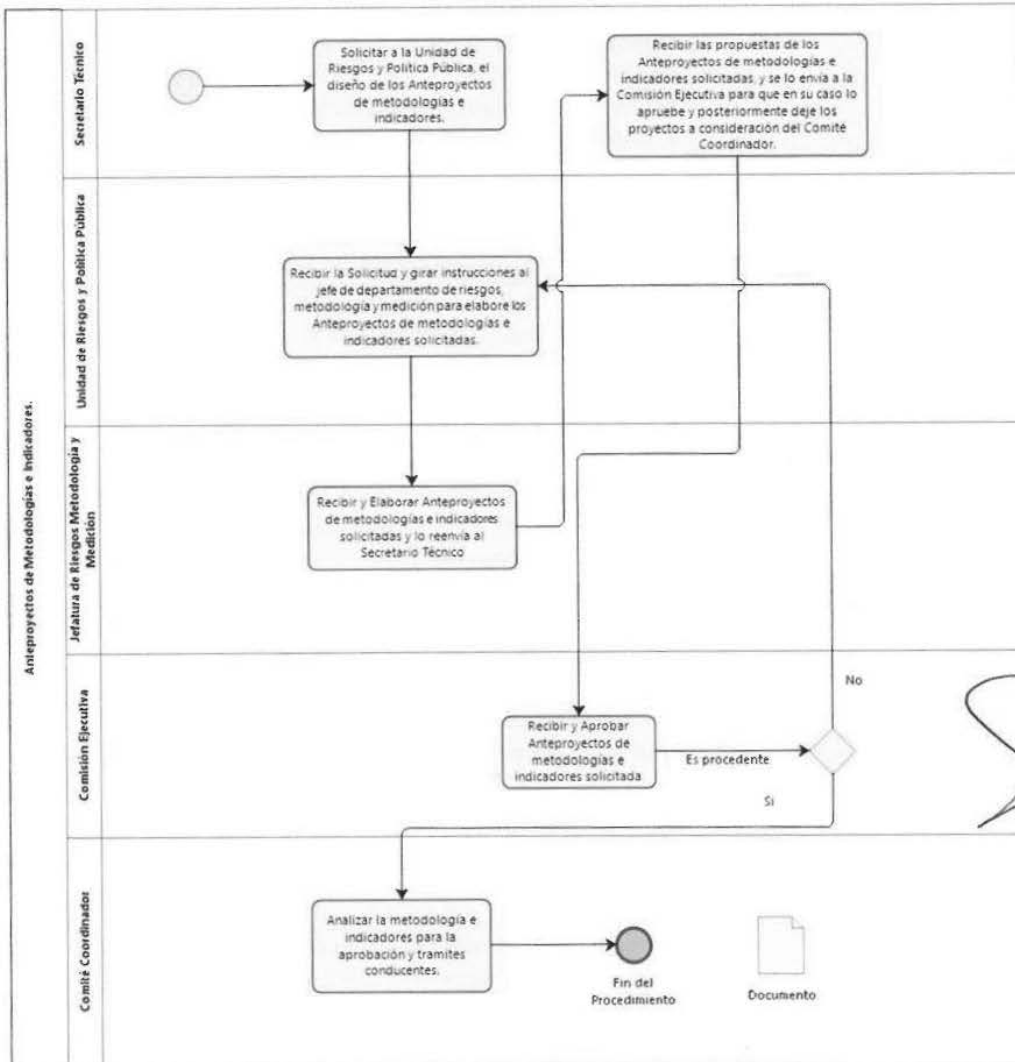 Anteproyectos de Metodologías e Indicadores.
Secretario Técnico
Solicitar a la Unidad de
Riesgos y Política Pública, el
diseño de los Anteproyectos
de metodologías e
indicadores.
Recibir las propuestas de los
Anteproyectos de metodologías e
indicadores solicitadas, y se lo envía a la
Comisión Ejecutiva para que en su caso lo
apruebe y posteriormente deje los
proyectos a consideración del Comité
Coordinador.
Unidad de Riesgos y Política Pública
Recibir la Solicitud y girar instrucciones al
jefe de departamento de riesgos,
metodología y medición para elabore los
Anteproyectos de metodologías e
indicadores solicitadas.
Jefatura de Riesgos Metodología y
Medición
Recibir y Elaborar Anteproyectos
de metodologías e indicadores
solicitadas y lo reenvía al
Secretario Técnico
Comisión Ejecutiva
Recibir y Aprobar
Anteproyectos de
metodologías e
indicadores solicitada
Es procedente
No
Si
Comité Coordinador
Analizar la metodología e
indicadores para la
aprobación y tramites
conducentes.
Fin del
Procedimiento
Documento